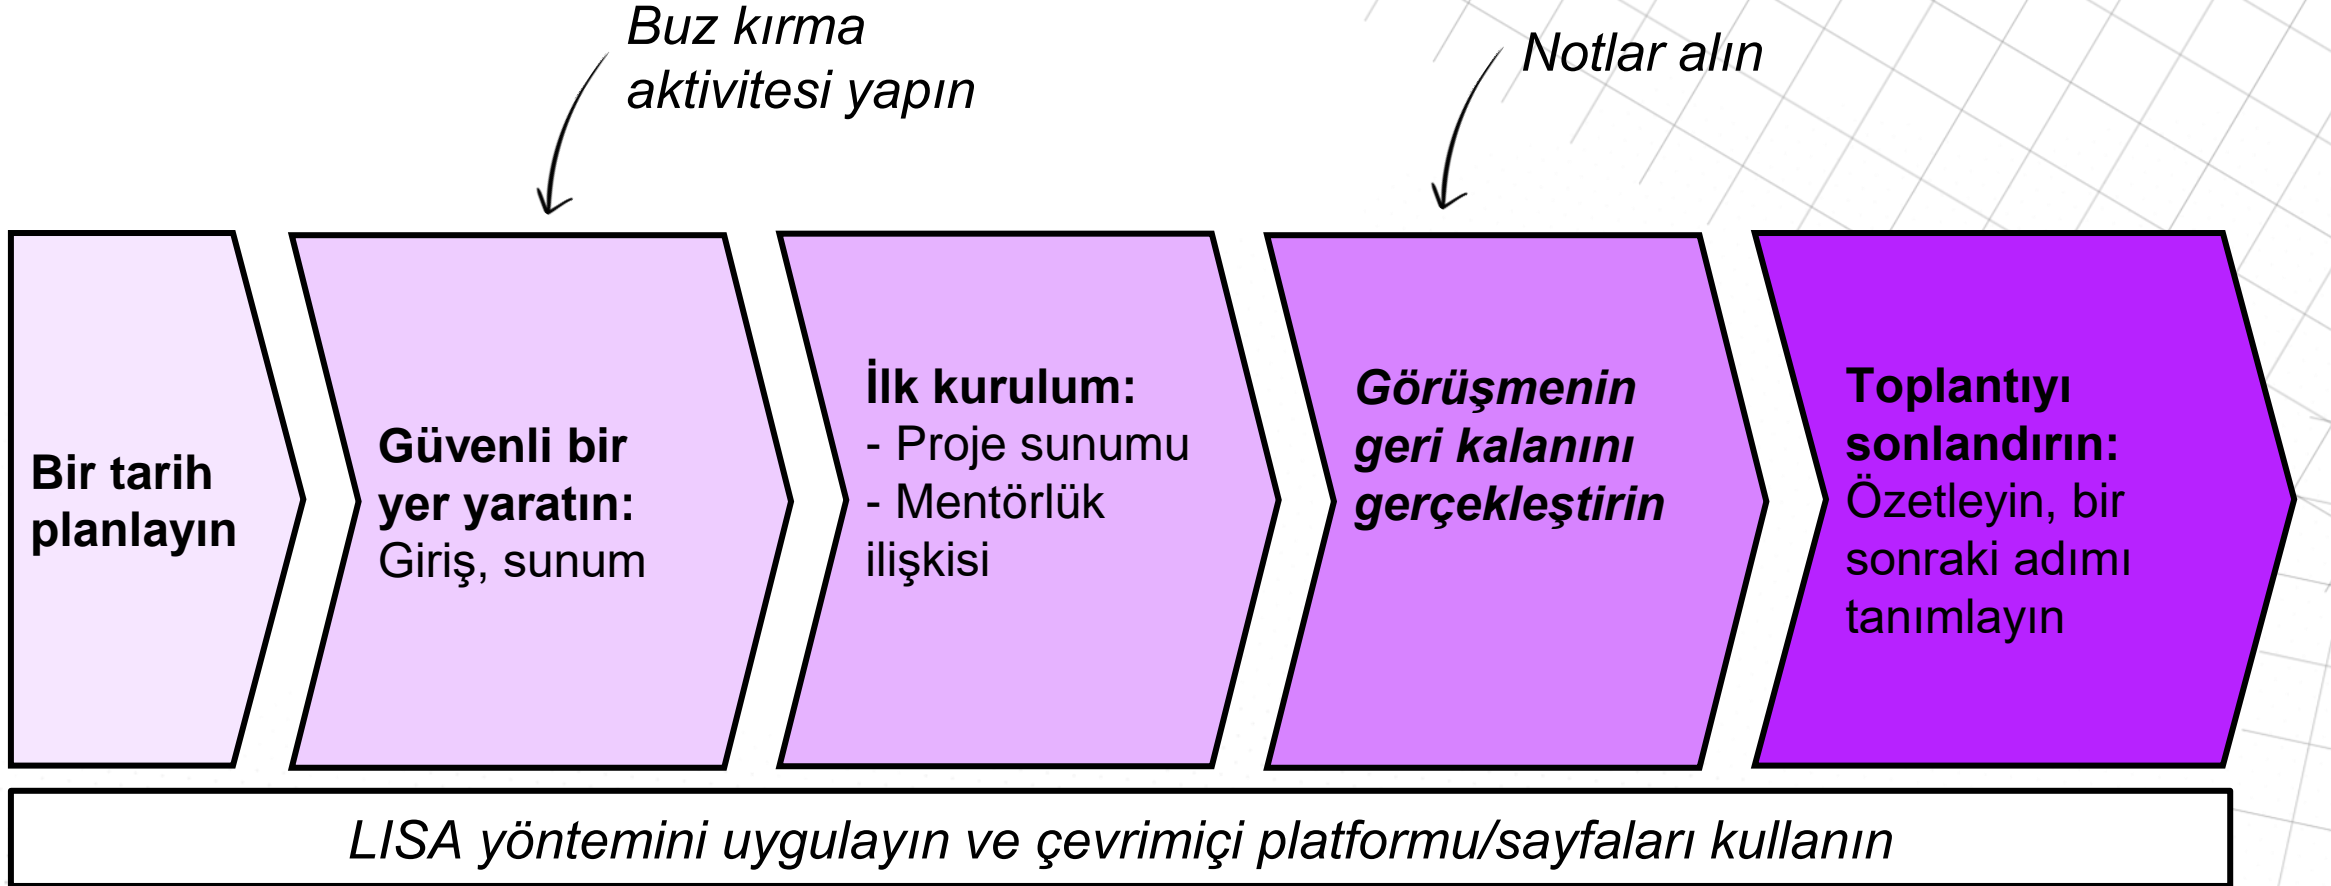 Buz kırma
aktivitesi yapın
Notlar alın
Bir tarih
planlayın
Güvenli bir
yer yaratın:
Giriş, sunum
İlk kurulum:
- Proje sunumu
- Mentörlük
ilişkisi
Görüşmenin
geri kalanını
gerçekleştirin
Toplantıyı
sonlandırın:
Özetleyin, bir
sonraki adımı
tanımlayın
LISA yöntemini uygulayın ve çevrimiçi platformu/sayfaları kullanın